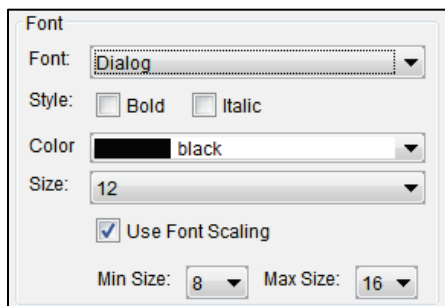 Font
Font: Dialog
Style: Bold Italic
Color black
Size: 12
Use Font Scaling
Min Size: 8 Max Size: 16